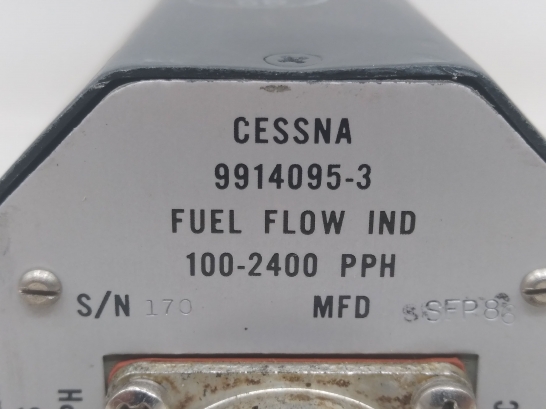 CESSNA
9914095-3
FUEL FLOW IND
100-2400 PPH
S/N 170 MFD